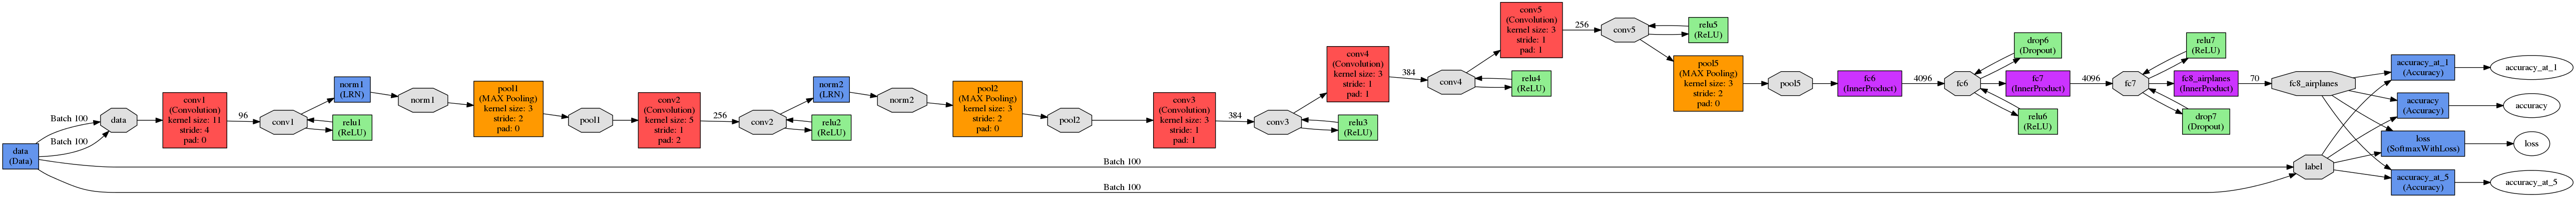 data
(Data)
Batch 100
Batch 100
data
conv1
(Convolution)
kernel size: 11
stride: 4
pad: 0
96
conv1
norm1
(LRN)
relu1
(ReLU)
norm1
pool1
(MAX Pooling)
kernel size: 3
stride: 2
pad: 0
pool1
conv2
(Convolution)
kernel size: 5
stride: 1
pad: 2
256
conv2
norm2
(LRN)
relu2
(ReLU)
norm2
pool2
(MAX Pooling)
kernel size: 3
stride: 2
pad: 0
pool2
conv3
(Convolution)
kernel size: 3
stride: 1
pad: 1
384
conv3
relu3
(ReLU)
conv4
(Convolution)
kernel size: 3
stride: 1
pad: 1
384
conv4
relu4
(ReLU)
conv5
(Convolution)
kernel size: 3
stride: 1
pad: 1
256
conv5
relu5
(ReLU)
pool5
(MAX Pooling)
kernel size: 3
stride: 2
pad: 0
pool5
fc6
(InnerProduct)
4096
fc6
drop6
(Dropout)
relu6
(ReLU)
fc7
(InnerProduct)
4096
fc7
relu7
(ReLU)
drop7
(Dropout)
fc8_airplanes
(InnerProduct)
70
fc8_airplanes
Batch 100
Batch 100
label
accuracy_at_1
(Accuracy)
accuracy_at_1
accuracy
(Accuracy)
accuracy
loss
(SoftmaxWithLoss)
loss
accuracy_at_5
(Accuracy)
accuracy_at_5